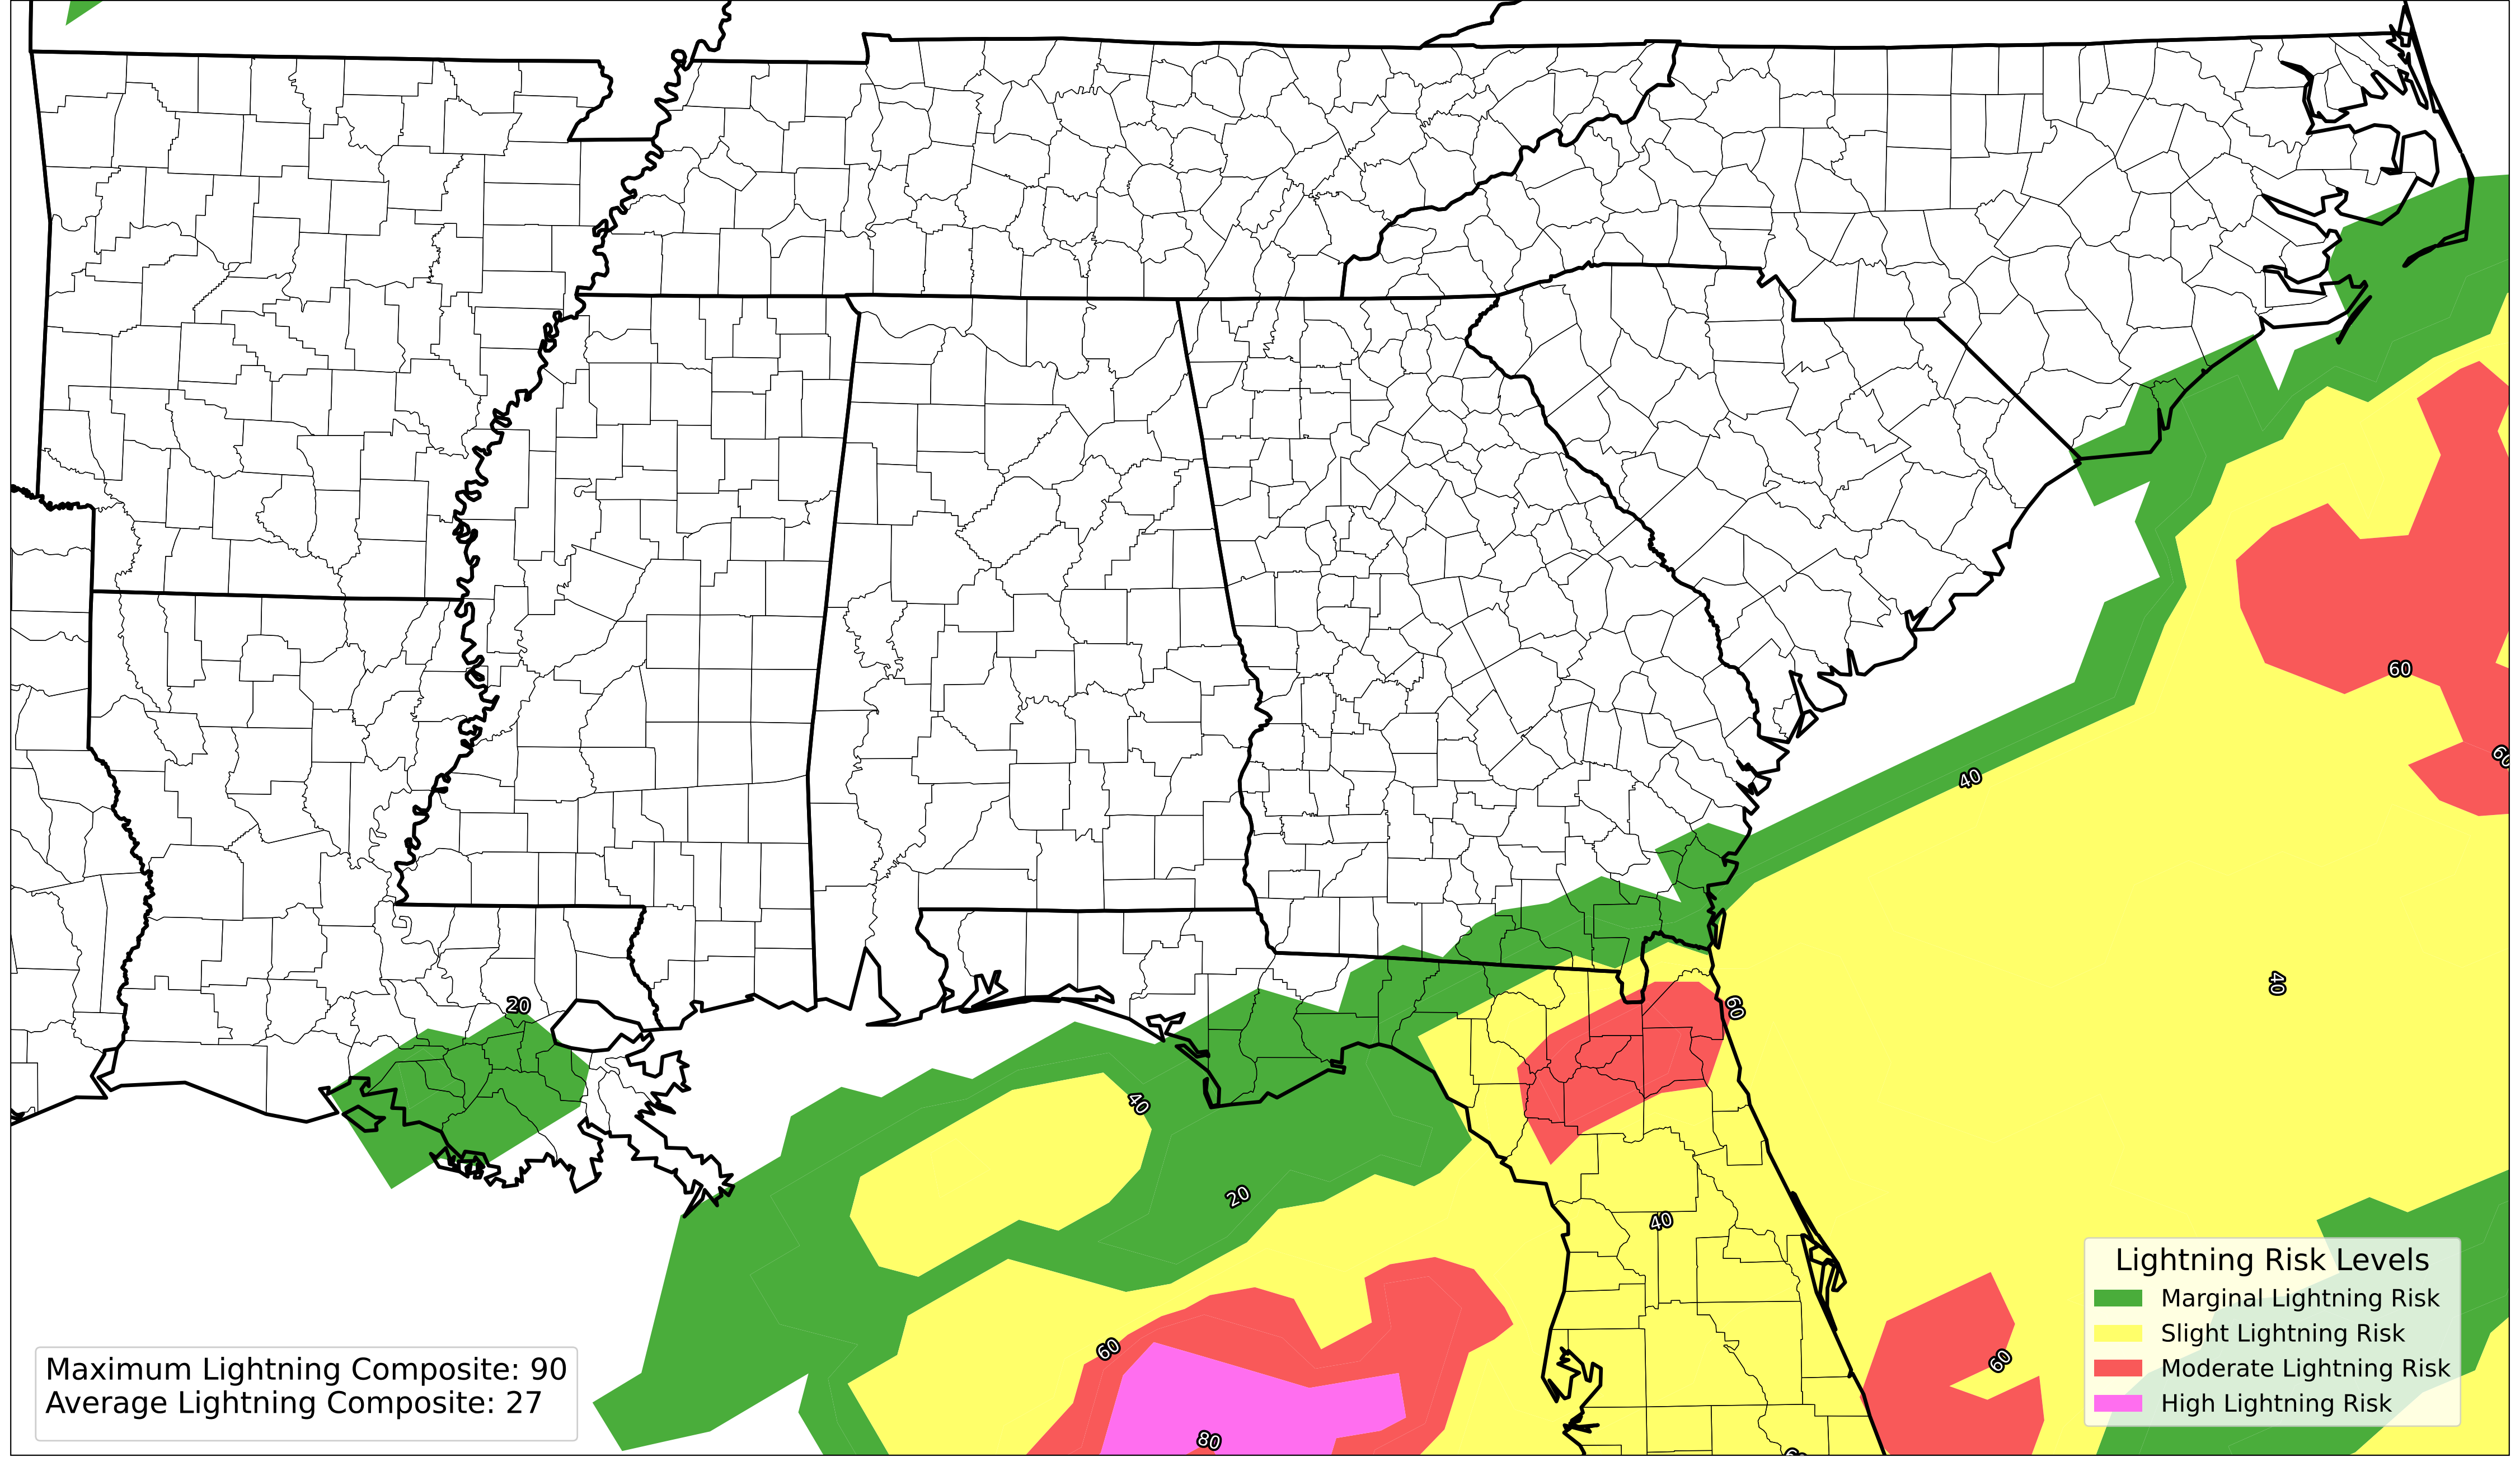 60
60
40
40
20
60
40
20
40
Lightning Risk Levels
Marginal Lightning Risk
Slight Lightning Risk
Moderate Lightning Risk
High Lightning Risk
60
60
80
Maximum Lightning Composite: 90
Average Lightning Composite: 27